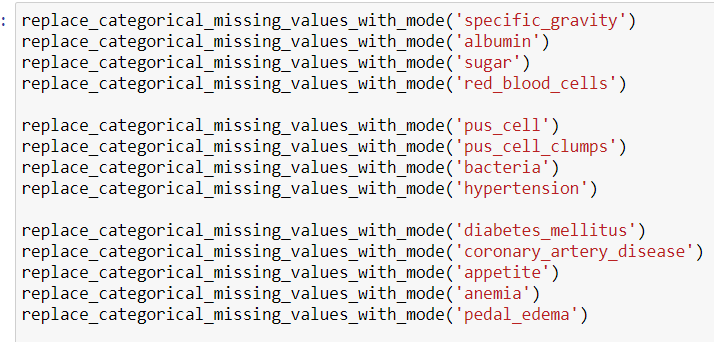 :
replace_categorical_missing_values_with_mode('specific_gravity')
replace_categorical_missing_values_with_mode('albumin')
replace_categorical_missing_values_with_mode('sugar')
replace_categorical_missing_values_with_mode('red_blood_cells')
replace_categorical_missing_values_with_mode('pus_cell')
replace_categorical_missing_values_with_mode('pus_cell_clumps')
replace_categorical_missing_values_with_mode('bacteria')
replace_categorical_missing_values_with_mode('hypertension')
replace_categorical_missing_values_with_mode('diabetes_mellitus')
replace_categorical_missing_values_with_mode('coronary_artery_disease')
replace_categorical_missing_values_with_mode('appetite')
replace_categorical_missing_values_with_mode('anemia')
replace_categorical_missing_values_with_mode('pedal_edema')